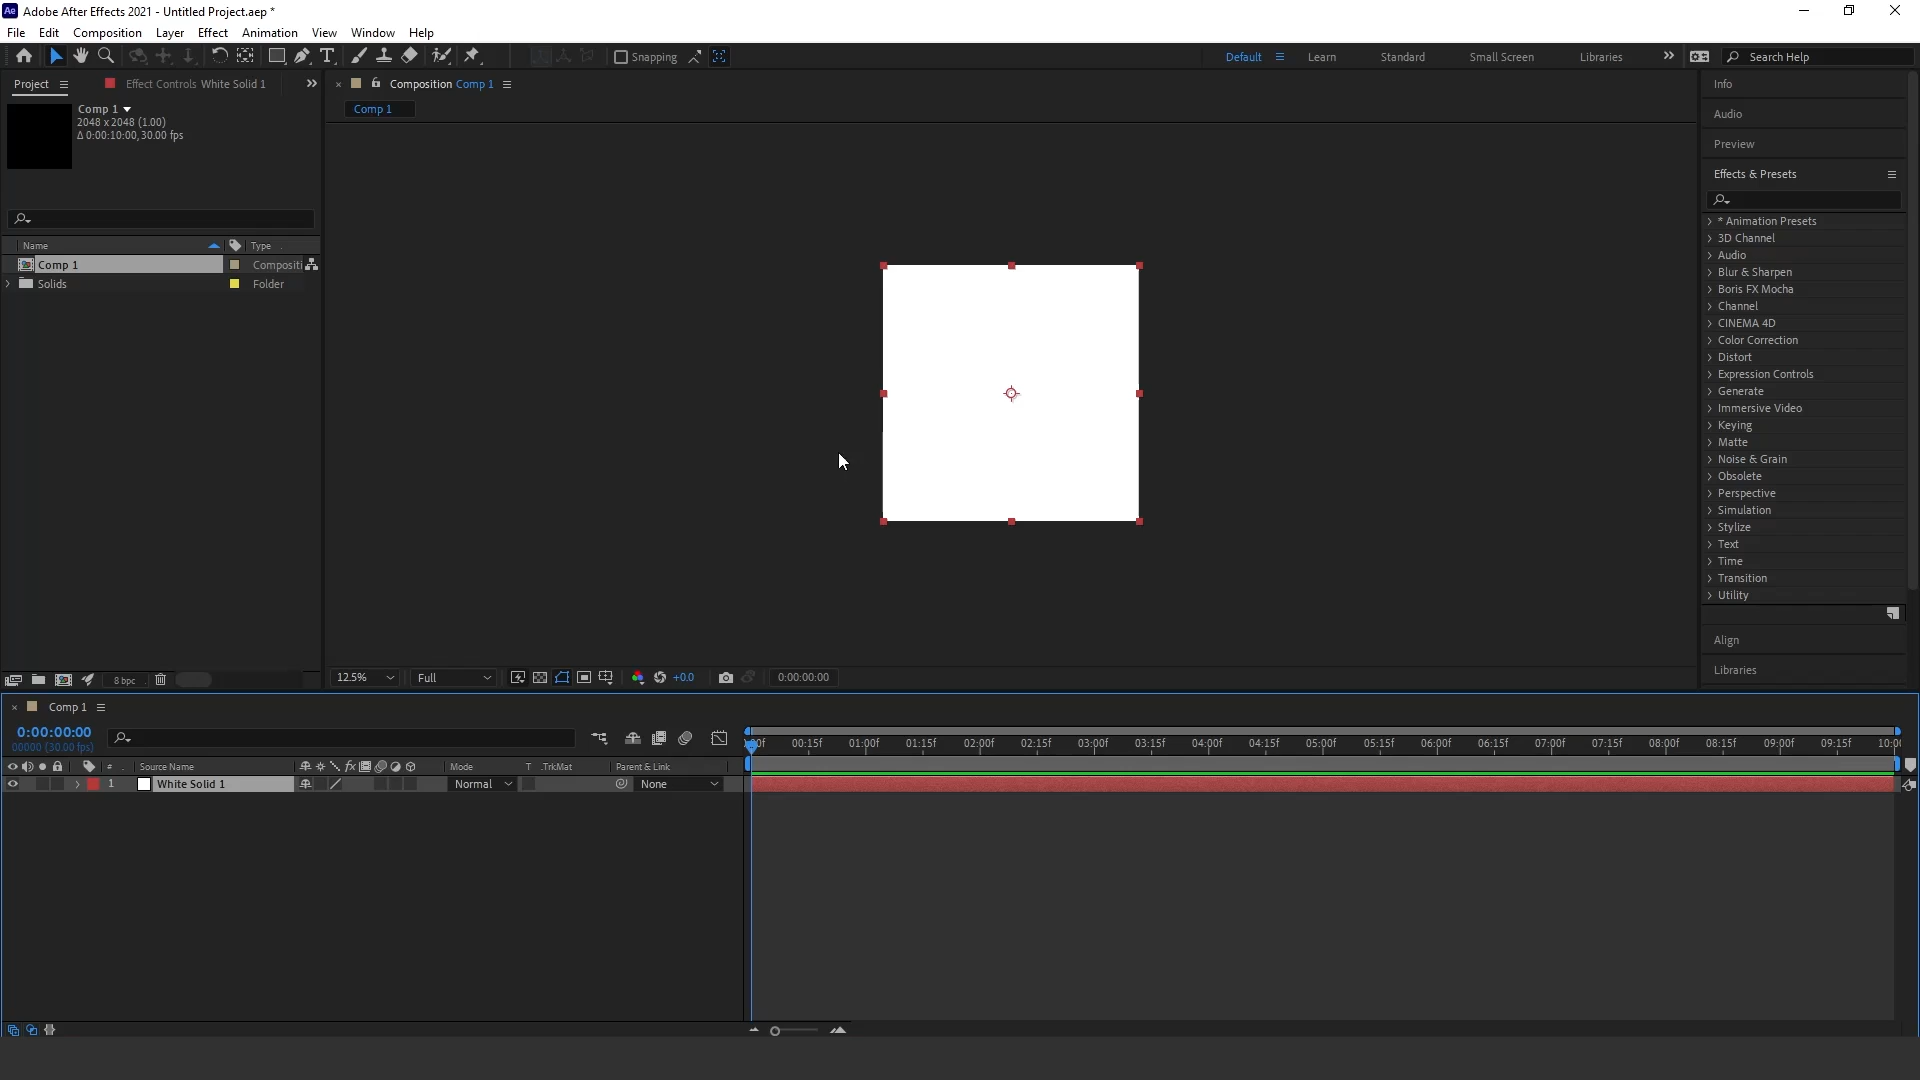 Ae Adobe After Effects 2021 - Untitled Project.aep *
File Edit Composition Layer Effect Animation View Window Help
Snapping
Default Learn Standard Small Screen Libraries Search Help
Project Effect Controls White Solid 1
Composition Comp 1
Comp 1
Comp 1
2048 x 2048 (1.00)
Δ 0:00:10:00, 30.00 fps
Name Type
Comp 1 Compositi
Solids Folder
8 bpc
12.5% Full +0.0 0:00:00:00
Info
Audio
Preview
Effects & Presets
* Animation Presets
3D Channel
Audio
Blur & Sharpen
Boris FX Mocha
Channel
CINEMA 4D
Color Correction
Distort
Expression Controls
Generate
Immersive Video
Keying
Matte
Noise & Grain
Obsolete
Perspective
Simulation
Stylize
Text
Time
Transition
Utility
Align
Libraries
Comp 1
0:00:00:00
00000 (30.00 fps)
00:15f 01:00f 01:15f 02:00f 02:15f 03:00f 03:15f 04:00f 04:15f 05:00f 05:15f 06:00f 06:15f 07:00f 07:15f 08:00f 08:15f 09:00f 09:15f 10:00
# Source Name fx Mode T .TrkMat Parent & Link
1 White Solid 1 Normal None